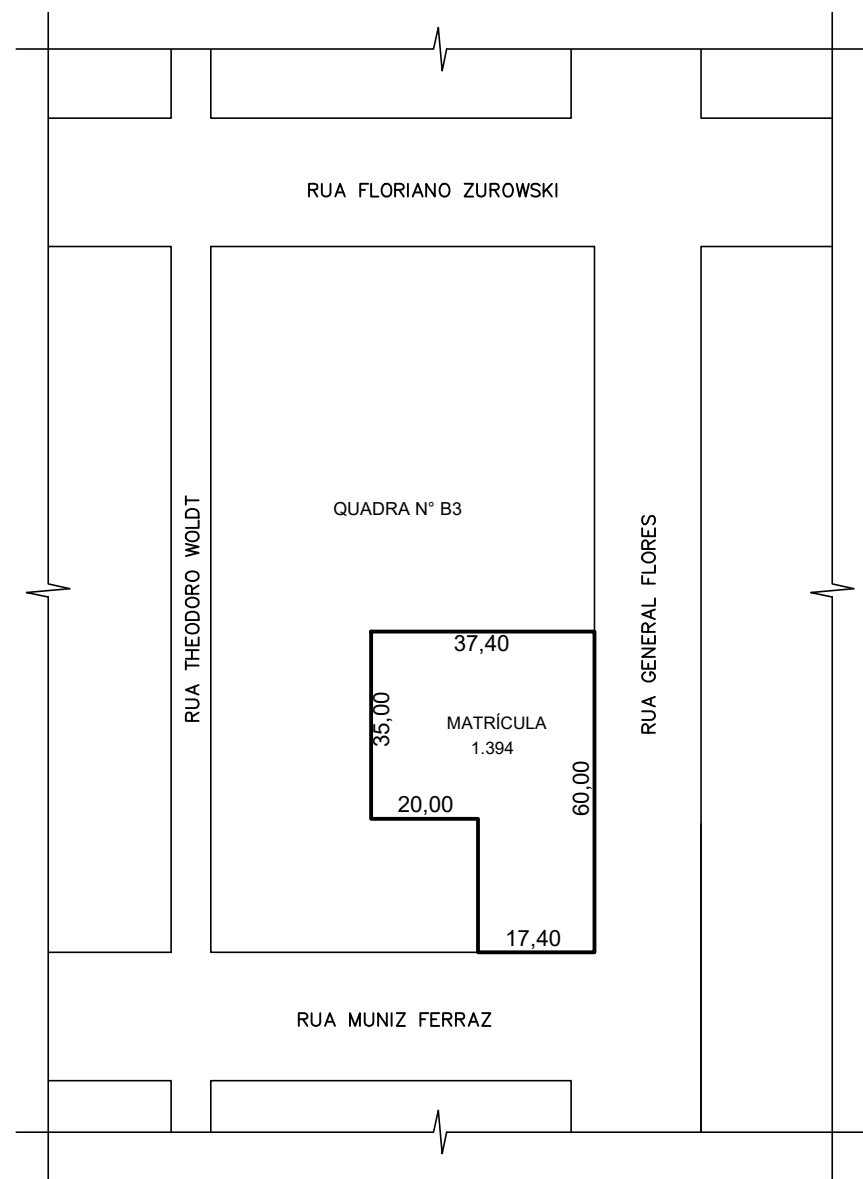 RUA FLORIANO ZUROWSKI
QUADRA N° B3
RUA THEODORO WOLDT
RUA GENERAL FLORES
37,40
35,00
MATRÍCULA
1.394
60,00
20,00
17,40
RUA MUNIZ FERRAZ